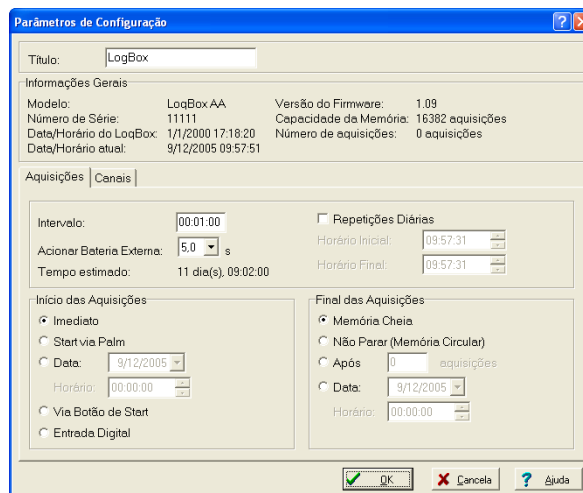 Parâmetros de Configuração
Título: LogBox
Informações Gerais
Modelo: LogBox AA Versão do Firmware: 1.09
Número de Série: 11111 Capacidade da Memória: 16382 aquisições
Data/Horário do LogBox: 1/1/2000 17:18:20 Número de aquisições: 0 aquisições
Data/Horário atual: 9/12/2005 09:57:51
Aquisições Canais
Intervalo: 00:01:00 Repetições Diárias
Acionar Bateria Externa: 5,0 s Horário Inicial: 09:57:31
Tempo estimado: 11 dia(s), 09:02:00 Horário Final: 09:57:31
Início das Aquisições Final das Aquisições
Imediato Memória Cheia
Start via Palm Não Parar (Memória Circular)
Data: 9/12/2005 Após 0 aquisições
Horário: 00:00:00 Data: 9/12/2005
Via Botão de Start Horário: 00:00:00
Entrada Digital
OK Cancela Ajuda